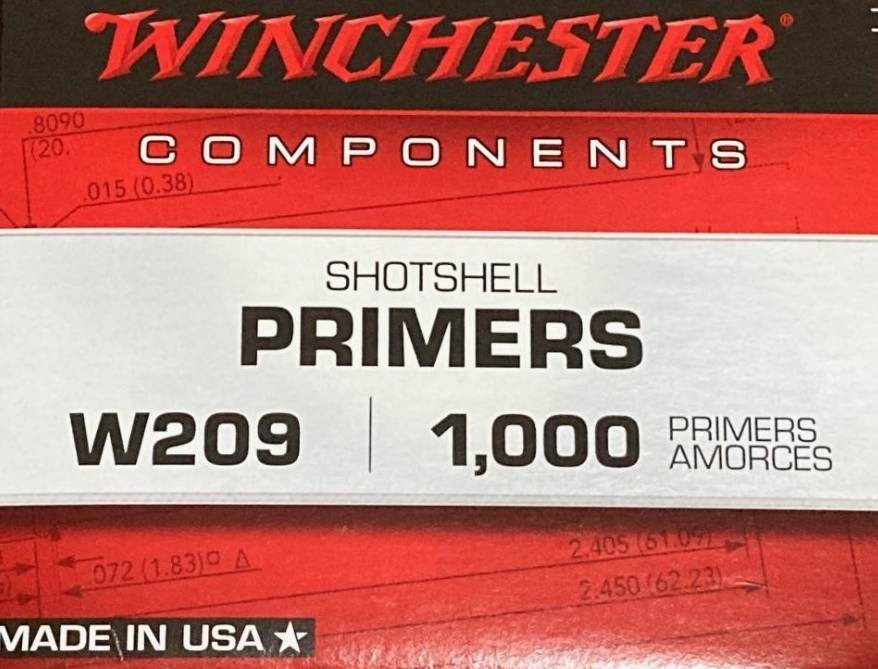 WINCHESTER®
.8090
(20.
COMPONENTS
.015 (0.38)
SHOTSHELL
PRIMERS
W209 | 1,000 PRIMERS
AMORCES
2.405 (61.09)
.072 (1.83)□ Δ
2.450 (62.23)
MADE IN USA ★